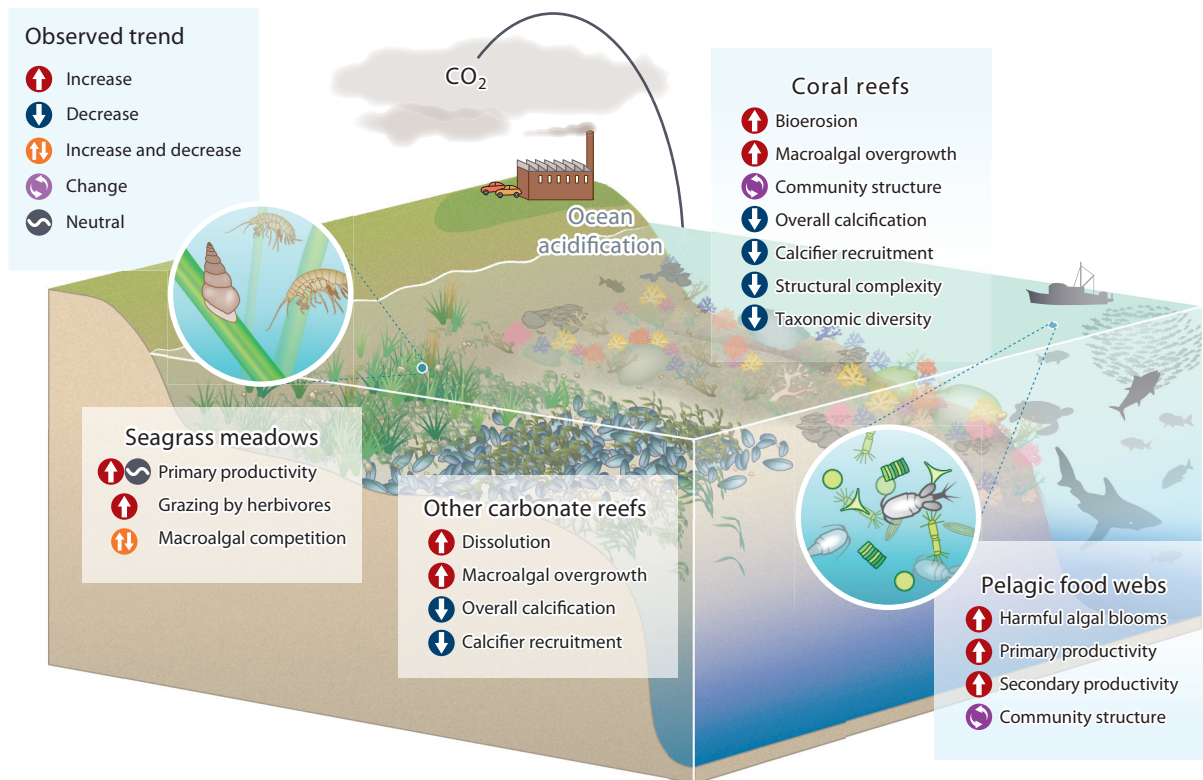 Observed trend
Increase
Decrease
Increase and decrease
Change
Neutral
CO₂
Ocean
acidification
Coral reefs
Bioerosion
Macroalgal overgrowth
Community structure
Overall calcification
Calcifier recruitment
Structural complexity
Taxonomic diversity
Seagrass meadows
Primary productivity
Grazing by herbivores
Macroalgal competition
Other carbonate reefs
Dissolution
Macroalgal overgrowth
Overall calcification
Calcifier recruitment
Pelagic food webs
Harmful algal blooms
Primary productivity
Secondary productivity
Community structure